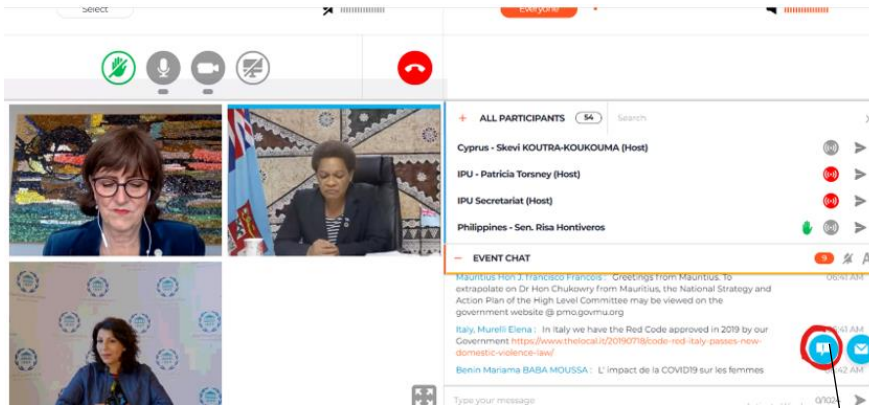 Select
Everyone
+ ALL PARTICIPANTS 54 Search
Cyprus - Skevi KOUTRA-KOUKOUMA (Host)
IPU - Patricia Torsney (Host)
IPU Secretariat (Host)
Philippines - Sen. Risa Hontiveros
− EVENT CHAT 9 A
Mauritius Hon J. Francisco Francois : Greetings from Mauritius. To 06:41 AM
extrapolate on Dr Hon Chukowry from Mauritius, the National Strategy and
Action Plan of the High Level Committee may be viewed on the
government website @ pmo.govmu.org
Italy, Murelli Elena : In Italy we have the Red Code approved in 2019 by our :41 AM
Government https://www.thelocal.it/20190718/code-red-italy-passes-new-
domestic-violence-law/
Benin Mariama BABA MOUSSA : L' impact de la COVID19 sur les femmes :42 AM
Type your message 0/1024